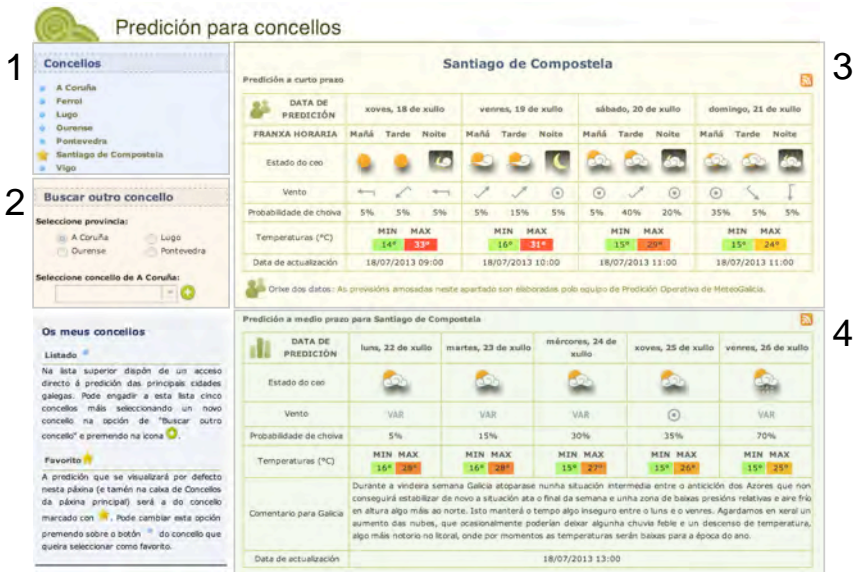 Predición para concellos
1
Concellos
A Coruña
Ferrol
Lugo
Ourense
Pontevedra
Santiago de Compostela
Vigo
2
Buscar outro concello
Seleccione provincia:
A Coruña Lugo
Ourense Pontevedra
Seleccione concello de A Coruña:
Os meus concellos
Listado
Na lista superior dispón de un acceso
directo á predición das principais cidades
galegas. Pode engadir a esta lista cinco
concellos máis seleccionando un novo
concello na opción de "Buscar outro
concello" e premendo na icona .
Favorito
A predición que se visualizará por defecto
nesta páxina (e tamén na caixa de Concellos
da páxina principal) será a do concello
marcado con . Pode cambiar esta opción
premendo sobre o botón do concello que
queira seleccionar como favorito.
3
Santiago de Compostela
Predición a curto prazo
DATA DE PREDICIÓN xoves, 18 de xullo venres, 19 de xullo sábado, 20 de xullo domingo, 21 de xullo
FRANXA HORARIA Mañá Tarde Noite Mañá Tarde Noite Mañá Tarde Noite Mañá Tarde Noite
Estado do ceo
Vento
Probabilidade de choiva 5% 5% 5% 5% 15% 5% 5% 40% 20% 35% 5% 5%
MIN MAX MIN MAX MIN MAX MIN MAX
Temperaturas (°C) 14° 33° 16° 31° 15° 29° 15° 24°
Data de actualización 18/07/2013 09:00 18/07/2013 10:00 18/07/2013 11:00 18/07/2013 11:00
Orixe dos datos: As previsións amosadas neste apartado son elaboradas polo equipo de Predición Operativa de MeteoGalicia.
4
Predición a medio prazo para Santiago de Compostela
DATA DE PREDICIÓN luns, 22 de xullo martes, 23 de xullo mércores, 24 de xullo xoves, 25 de xullo venres, 26 de xullo
Estado do ceo
Vento VAR VAR VAR VAR
Probabilidade de choiva 5% 15% 30% 35% 70%
MIN MAX MIN MAX MIN MAX MIN MAX MIN MAX
Temperaturas (°C) 16° 28° 16° 28° 15° 27° 15° 26° 15° 25°
Comentario para Galicia
Durante a vindeira semana Galicia atoparase nunha situación intermedia entre o anticiclón dos Azores que non
conseguirá estabilizar de novo a situación ata o final da semana e unha zona de baixas presións relativas e aire frío
en altura algo máis ao norte. Isto manterá o tempo algo inseguro entre o luns e o venres. Agardamos en xeral un
aumento das nubes, que ocasionalmente poderían deixar algunha chuvia feble e un descenso de temperatura,
algo máis notorio no litoral, onde por momentos as temperaturas serán baixas para a época do ano.
Data de actualización 18/07/2013 13:00